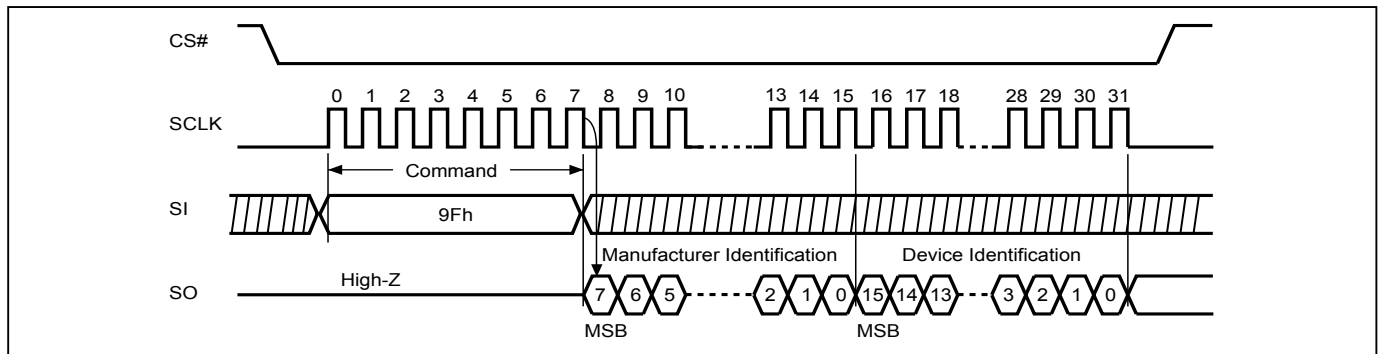 CS#
0 1 2 3 4 5 6 7 8 9 10 13 14 15 16 17 18 28 29 30 31
SCLK
Command
SI
9Fh
Manufacturer Identification Device Identification
High-Z
SO
7 6 5 2 1 0 15 14 13 3 2 1 0
MSB MSB